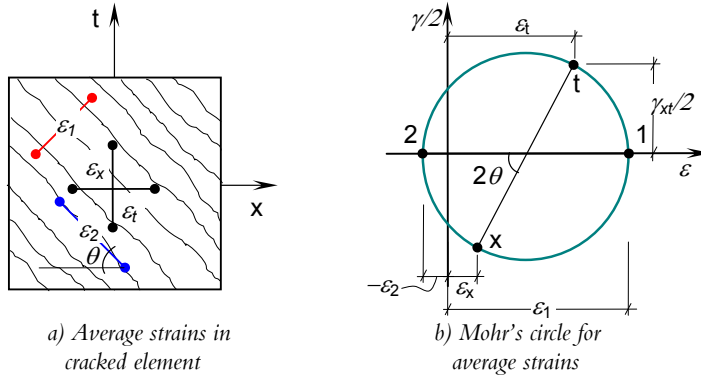 t
ε1
εx
x
εt
ε2
θ
a) Average strains in
cracked element
γ/2
εt
t
γxt/2
2
1
2θ
ε
x
−ε2
εx
ε1
b) Mohr's circle for
average strains